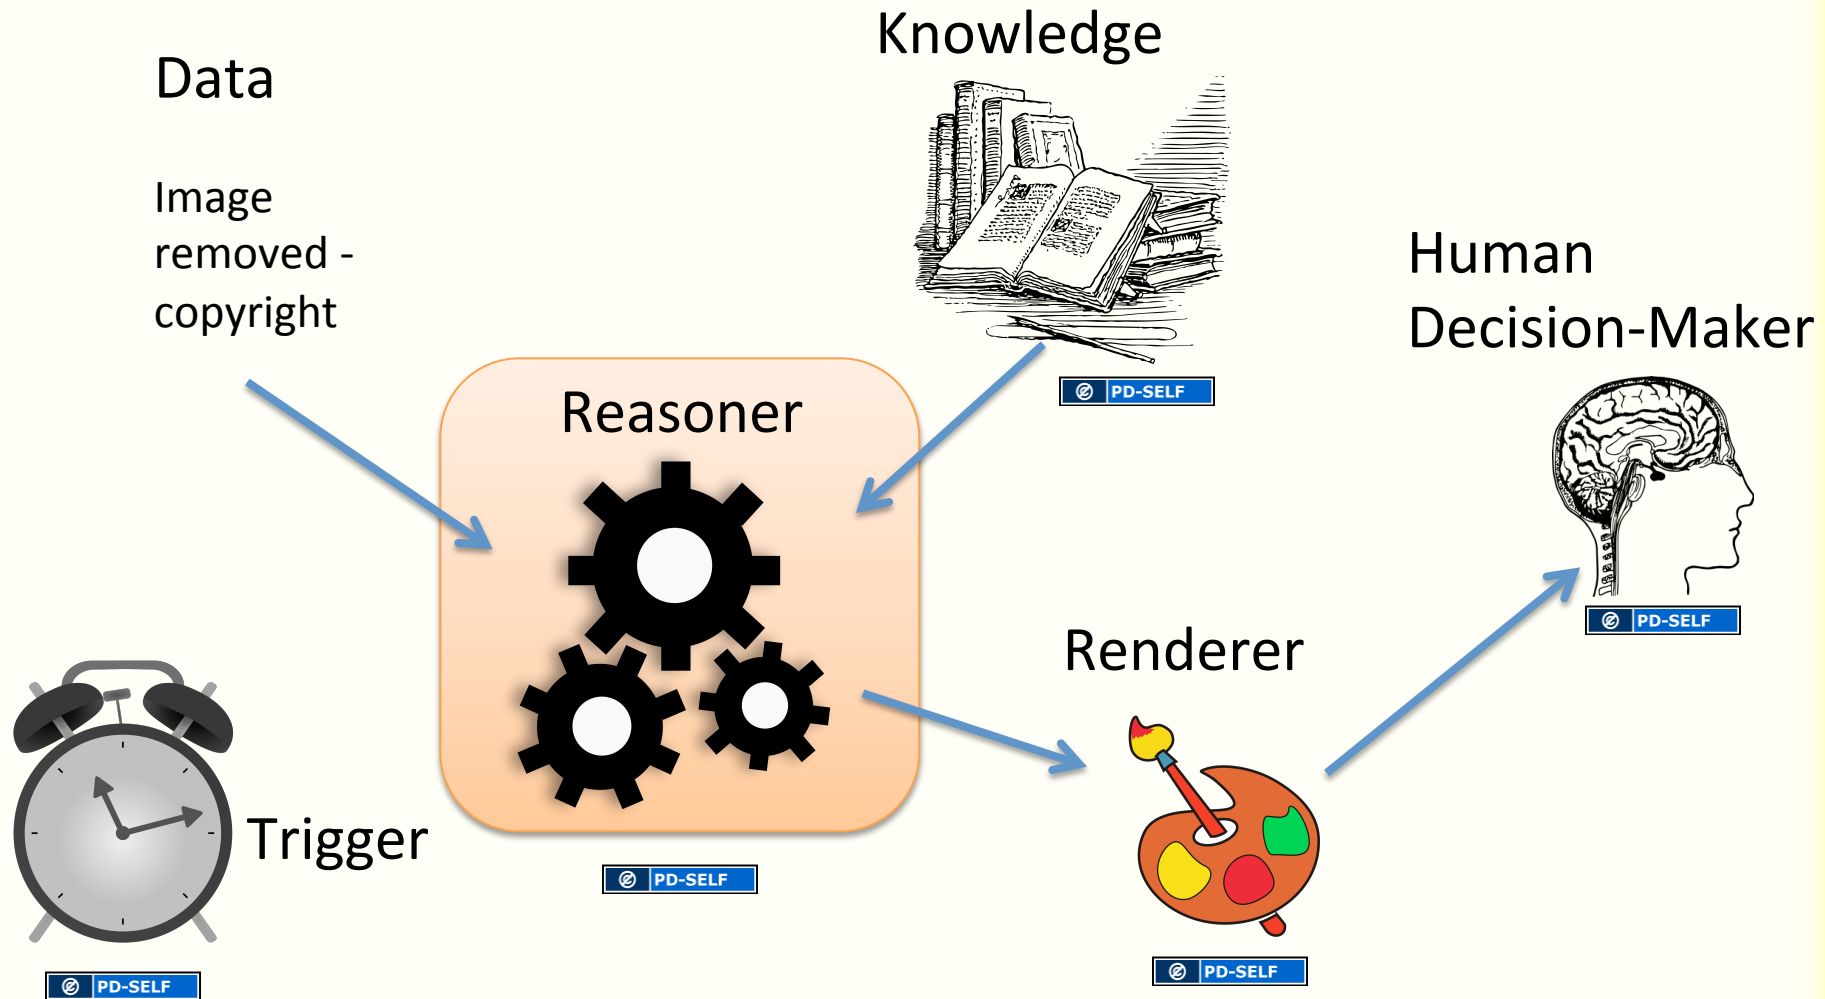 Data
Image
removed -
copyright
Knowledge
PD-SELF
Human
Decision-Maker
PD-SELF
Reasoner
PD-SELF
Renderer
PD-SELF
Trigger
PD-SELF